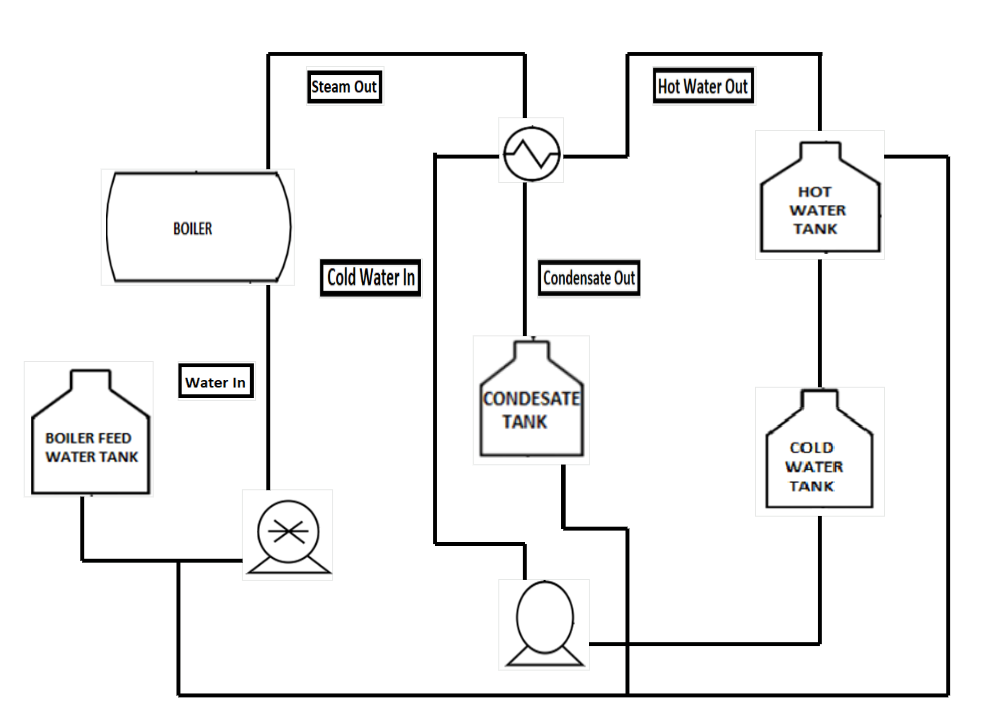 Steam Out
Hot Water Out
HOT
WATER
TANK
BOILER
Cold Water In
Condensate Out
Water In
CONDESATE
TANK
BOILER FEED
WATER TANK
COLD
WATER
TANK